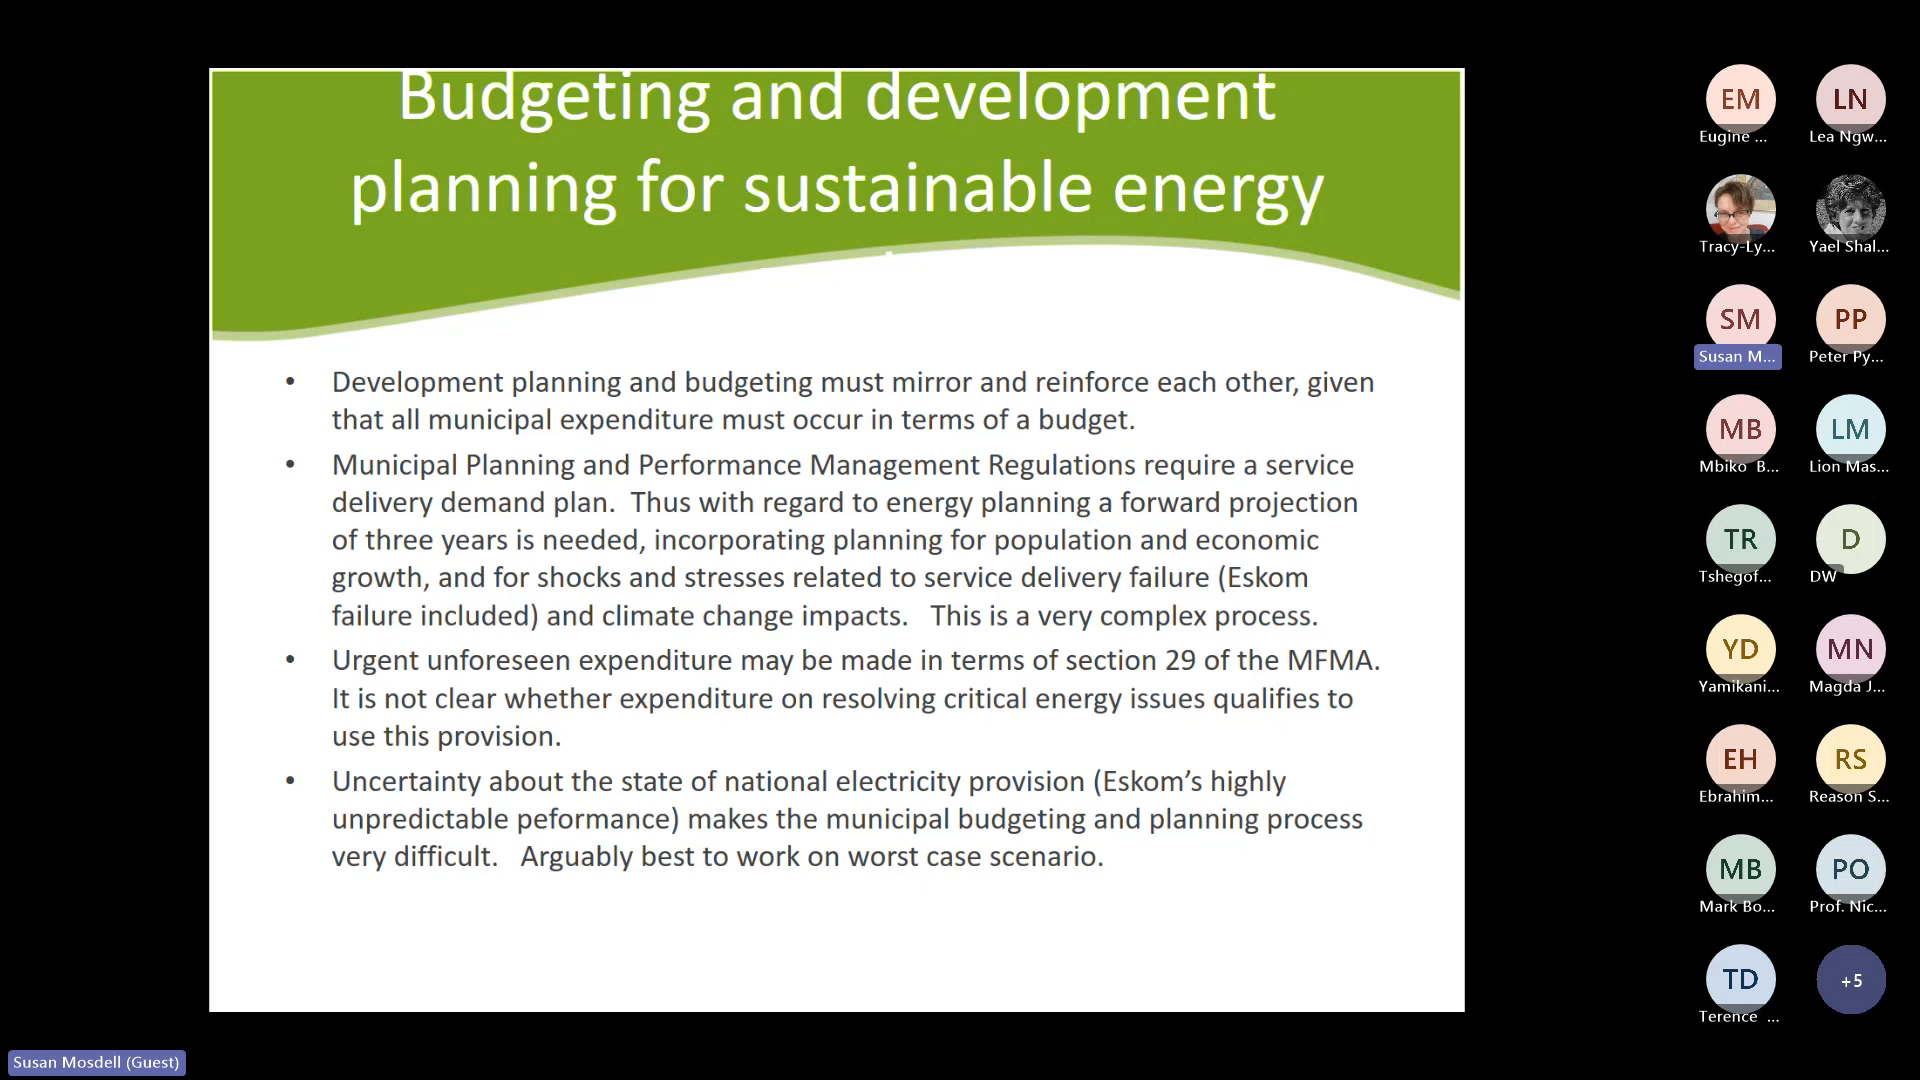 Budgeting and development
planning for sustainable energy
• Development planning and budgeting must mirror and reinforce each other, given
that all municipal expenditure must occur in terms of a budget.
• Municipal Planning and Performance Management Regulations require a service
delivery demand plan.  Thus with regard to energy planning a forward projection
of three years is needed, incorporating planning for population and economic
growth, and for shocks and stresses related to service delivery failure (Eskom
failure included) and climate change impacts.   This is a very complex process.
• Urgent unforeseen expenditure may be made in terms of section 29 of the MFMA.
It is not clear whether expenditure on resolving critical energy issues qualifies to
use this provision.
• Uncertainty about the state of national electricity provision (Eskom’s highly
unpredictable peformance) makes the municipal budgeting and planning process
very difficult.   Arguably best to work on worst case scenario.
EM
LN
Eugine ...
Lea Ngw...
Tracy-Ly...
Yael Shal...
SM
PP
Susan M...
Peter Py...
MB
LM
Mbiko B...
Lion Mas...
TR
D
Tshegof...
DW
YD
MN
Yamikani...
Magda J...
EH
RS
Ebrahim...
Reason S...
MB
PO
Mark Bo...
Prof. Nic...
TD
+5
Terence ...
Susan Mosdell (Guest)